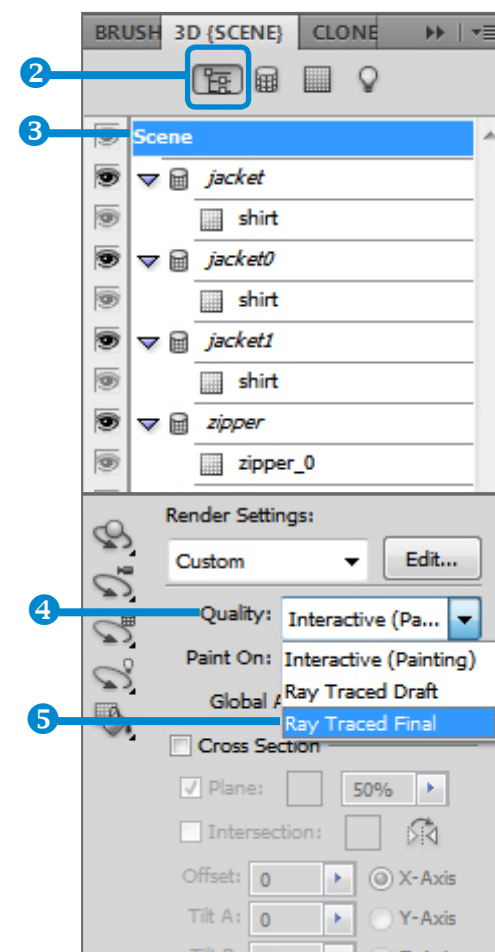 BRUSH 3D {SCENE} CLONE
2
3 Scene
jacket
shirt
jacket0
shirt
jacket1
shirt
zipper
zipper_0
Render Settings:
Custom Edit...
4 Quality: Interactive (Pa...
Paint On: Interactive (Painting)
Ray Traced Draft
Global A
5 Ray Traced Final
Cross Section
Plane: 50%
Intersection:
Offset: 0 X-Axis
Tilt A: 0 Y-Axis